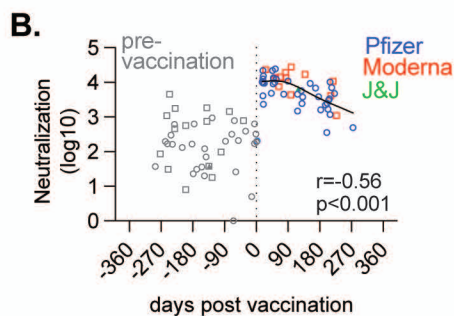 B.
pre-
vaccination
Pfizer
Moderna
J&J
Neutralization
(log10)
5
4
3
2
1
0
r=-0.56
p<0.001
-360
-270
-180
-90
0
90
180
270
360
days post vaccination